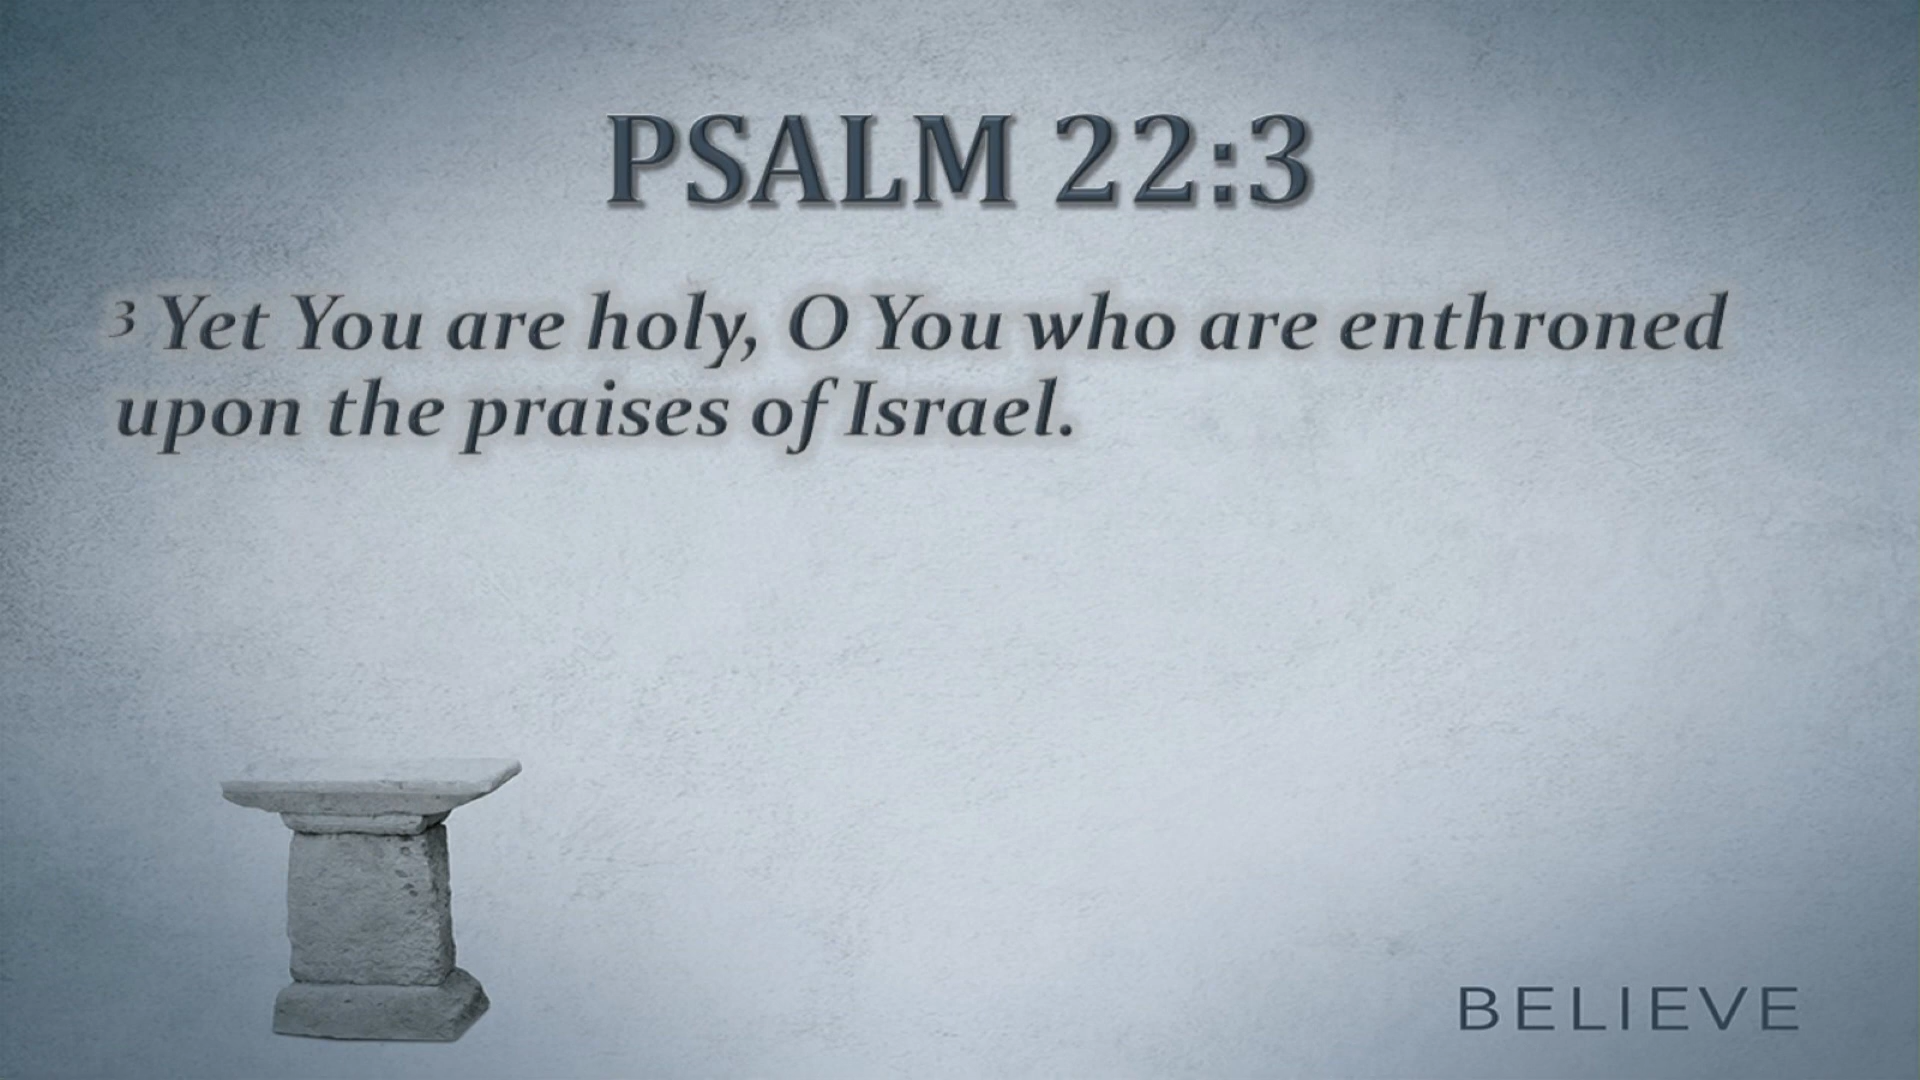 PSALM 22:3
3 Yet You are holy, O You who are enthroned
upon the praises of Israel.
BELIEVE